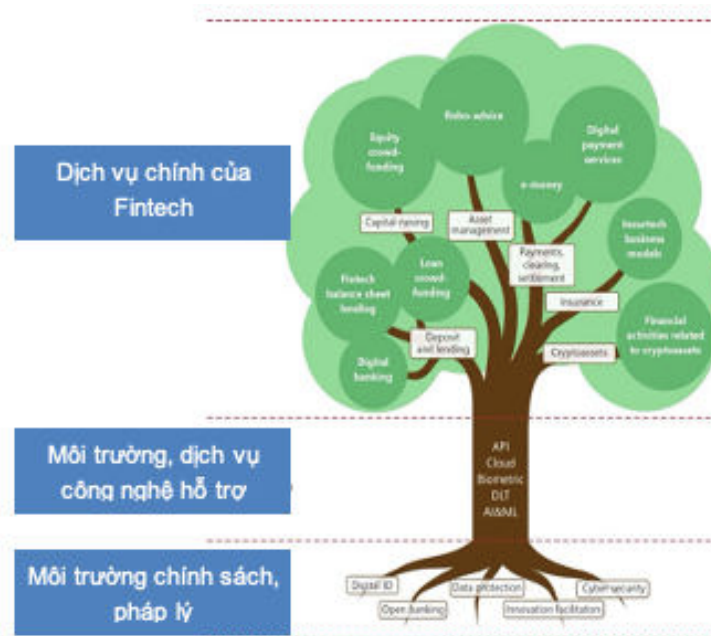 Dịch vụ chính của
Fintech
Môi trường, dịch vụ
công nghệ hỗ trợ
Môi trường chính sách,
pháp lý
Robo-advice
Equity
crowd-
funding
Digital
payment
services
e-money
Capital raising
Asset
management
Insurtech
business
models
Payments,
clearing,
settlement
Loan
crowd-
funding
Fintech
balance sheet
lending
Insurance
Financial
activities related
to cryptoassets
Deposit
and lending
Cryptoassets
Digital
banking
API
Cloud
Biometric
DLT
AI&ML
Digital ID
Data protection
Cyber security
Open banking
Innovation facilitators